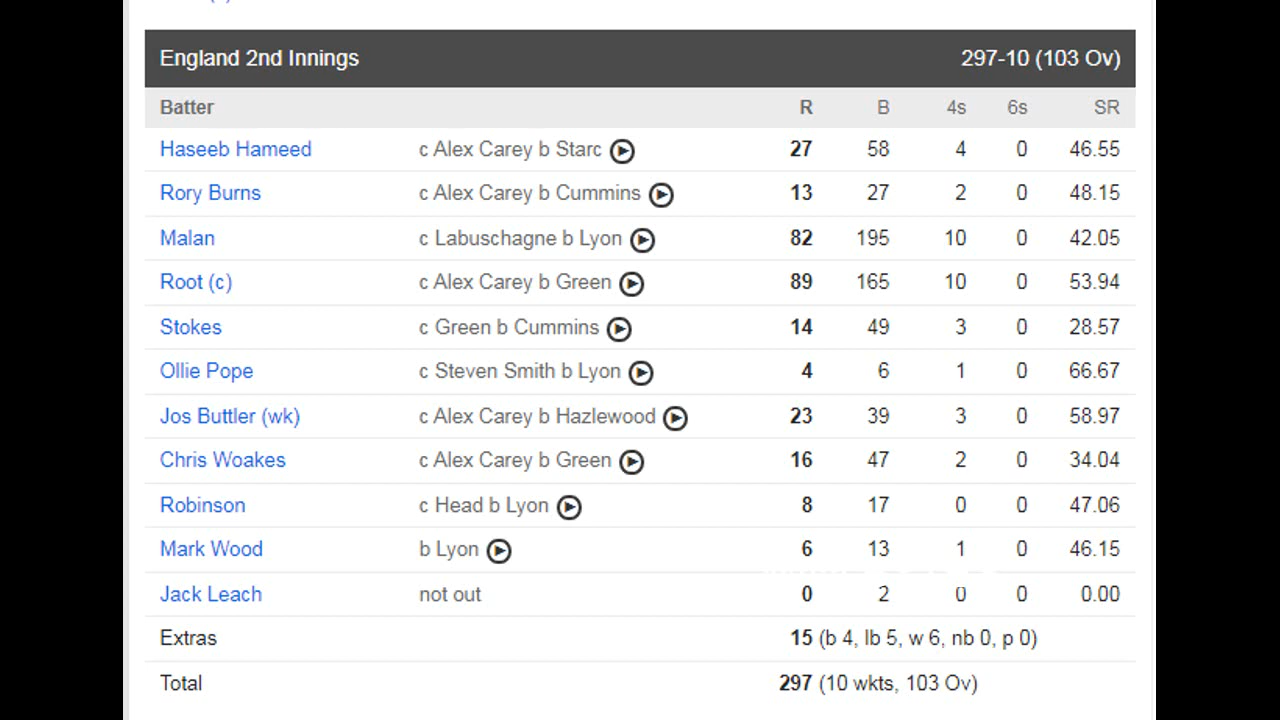 England 2nd Innings 297-10 (103 Ov)
Batter R B 4s 6s SR
Haseeb Hameed c Alex Carey b Starc 27 58 4 0 46.55
Rory Burns c Alex Carey b Cummins 13 27 2 0 48.15
Malan c Labuschagne b Lyon 82 195 10 0 42.05
Root (c) c Alex Carey b Green 89 165 10 0 53.94
Stokes c Green b Cummins 14 49 3 0 28.57
Ollie Pope c Steven Smith b Lyon 4 6 1 0 66.67
Jos Buttler (wk) c Alex Carey b Hazlewood 23 39 3 0 58.97
Chris Woakes c Alex Carey b Green 16 47 2 0 34.04
Robinson c Head b Lyon 8 17 0 0 47.06
Mark Wood b Lyon 6 13 1 0 46.15
Jack Leach not out 0 2 0 0 0.00
Extras 15 (b 4, lb 5, w 6, nb 0, p 0)
Total 297 (10 wkts, 103 Ov)